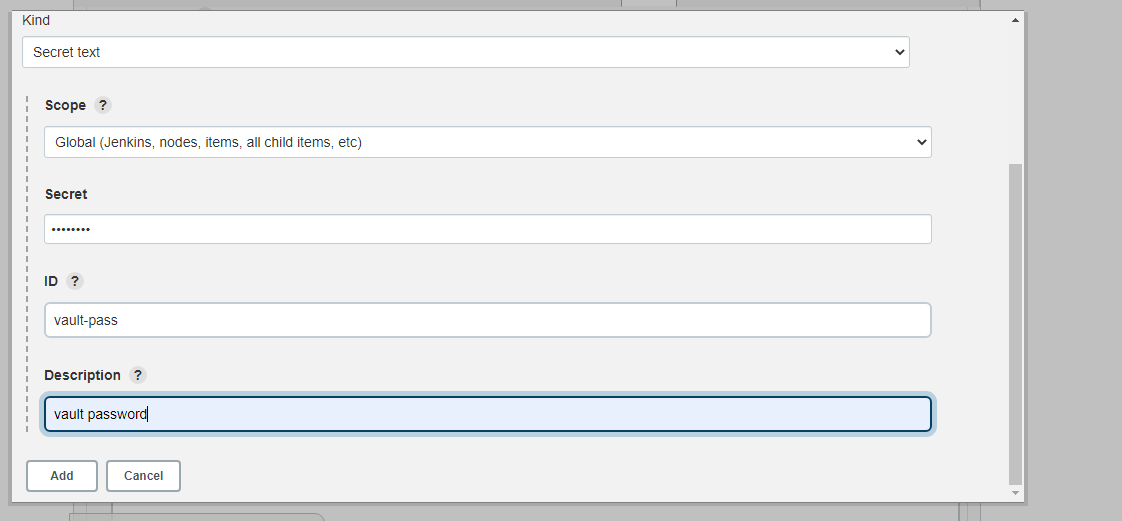 Kind
Secret text
Scope ?
Global (Jenkins, nodes, items, all child items, etc)
Secret
••••••••
ID ?
vault-pass
Description ?
vault password
Add Cancel